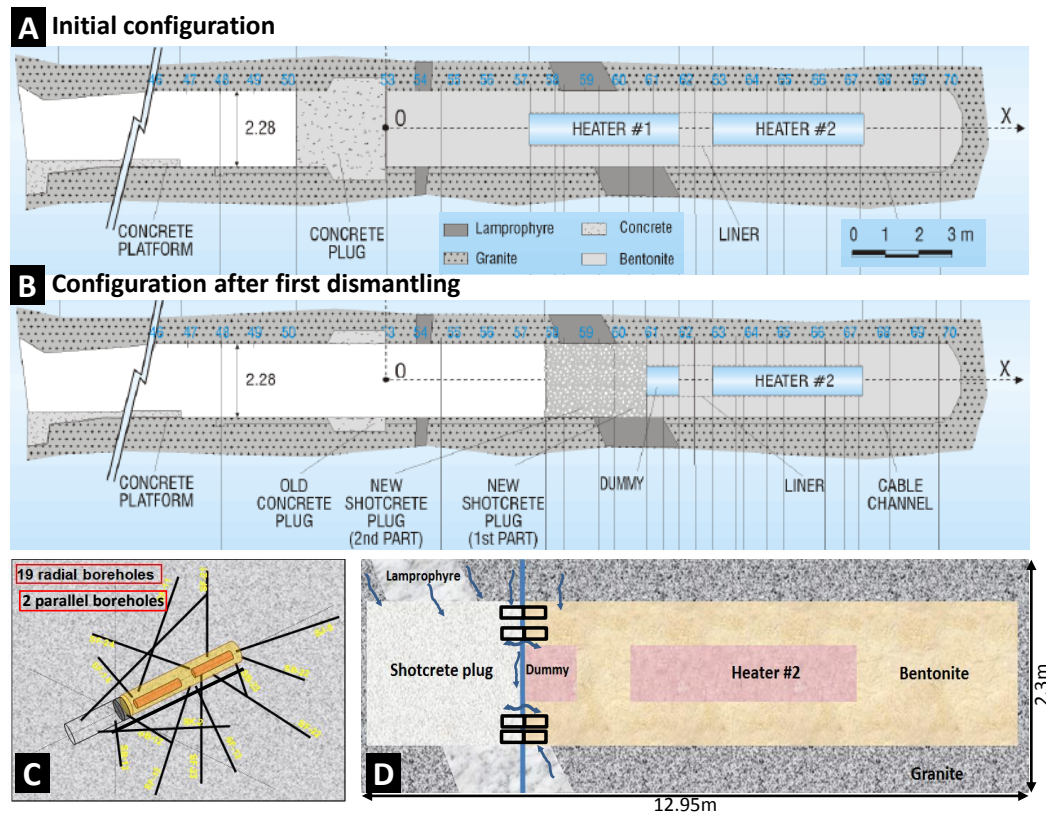 A Initial configuration
46 47 48 49 50 53 54 55 56 57 58 59 60 61 62 63 64 65 66 67 68 69 70
0
X
2.28
HEATER #1
HEATER #2
CONCRETE
PLATFORM
CONCRETE
PLUG
Lamprophyre
Concrete
Granite
Bentonite
LINER
0 1 2 3 m
B Configuration after first dismantling
46 47 48 49 50 53 54 55 56 57 58 59 60 61 62 63 64 65 66 67 68 69 70
0
X
2.28
HEATER #2
CONCRETE
PLATFORM
OLD
CONCRETE
PLUG
NEW
SHOTCRETE
PLUG
(2nd PART)
NEW
SHOTCRETE
PLUG
(1st PART)
DUMMY
LINER
CABLE
CHANNEL
19 radial boreholes
2 parallel boreholes
C
Lamprophyre
Shotcrete plug
Dummy
Heater #2
Bentonite
Granite
2.3m
D
12.95m